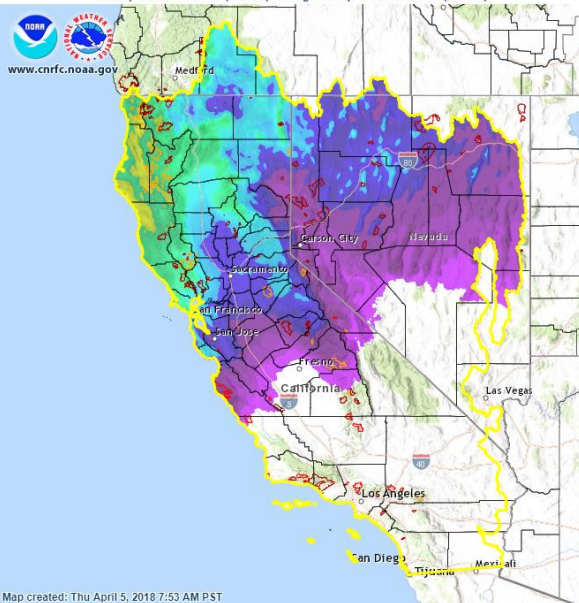 NOAA
NATIONAL WEATHER SERVICE
www.cnrfc.noaa.gov
Medford
80
Carson City
Nevada
Sacramento
San Francisco
San Jose
Fresno
California
5
Las Vegas
40
Los Angeles
San Diego
Tijuana
Mexicali
Map created: Thu April 5, 2018 7:53 AM PST